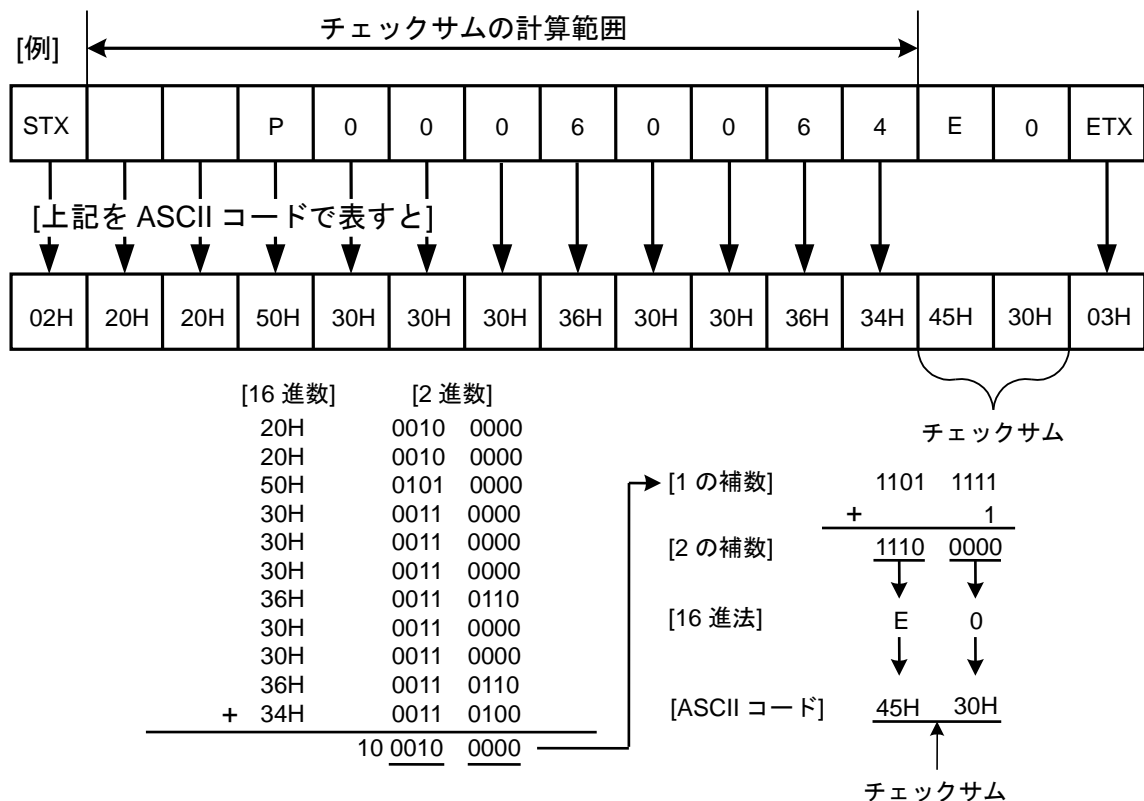 チェックサムの計算範囲
[例]
STX P 0 0 0 6 0 0 6 4 E 0 ETX
[上記を ASCII コードで表すと]
02H 20H 20H 50H 30H 30H 30H 36H 30H 30H 36H 34H 45H 30H 03H
チェックサム
[16 進数] [2 進数]
20H 0010 0000
20H 0010 0000
50H 0101 0000
30H 0011 0000
30H 0011 0000
30H 0011 0000
36H 0011 0110
30H 0011 0000
30H 0011 0000
36H 0011 0110
+ 34H 0011 0100
10 0010 0000
[1 の補数] 1101 1111
+ 1
[2 の補数] 1110 0000
[16 進法] E 0
[ASCII コード] 45H 30H
チェックサム